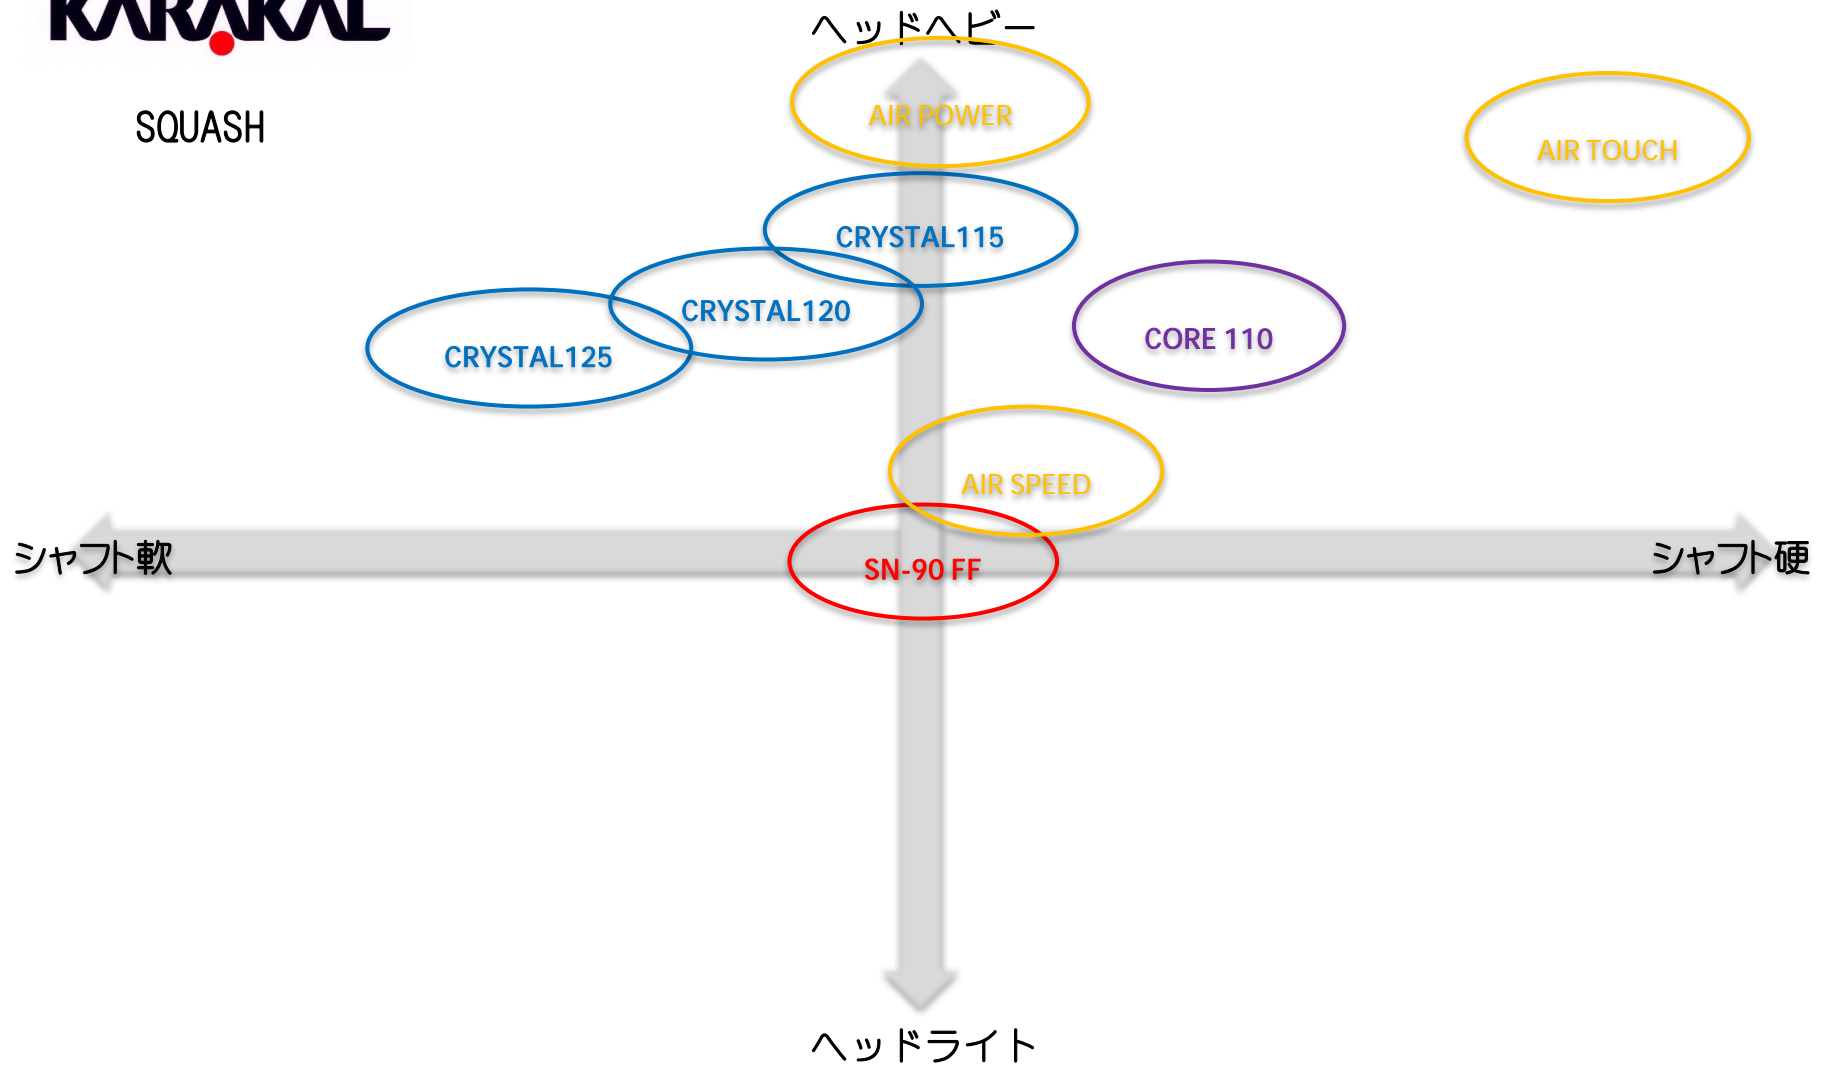 KARAKAL
ヘッドヘビー
SQUASH
AIR POWER
AIR TOUCH
CRYSTAL115
CRYSTAL120
CORE 110
CRYSTAL125
AIR SPEED
シャフト軟
SN-90 FF
シャフト硬
ヘッドライト